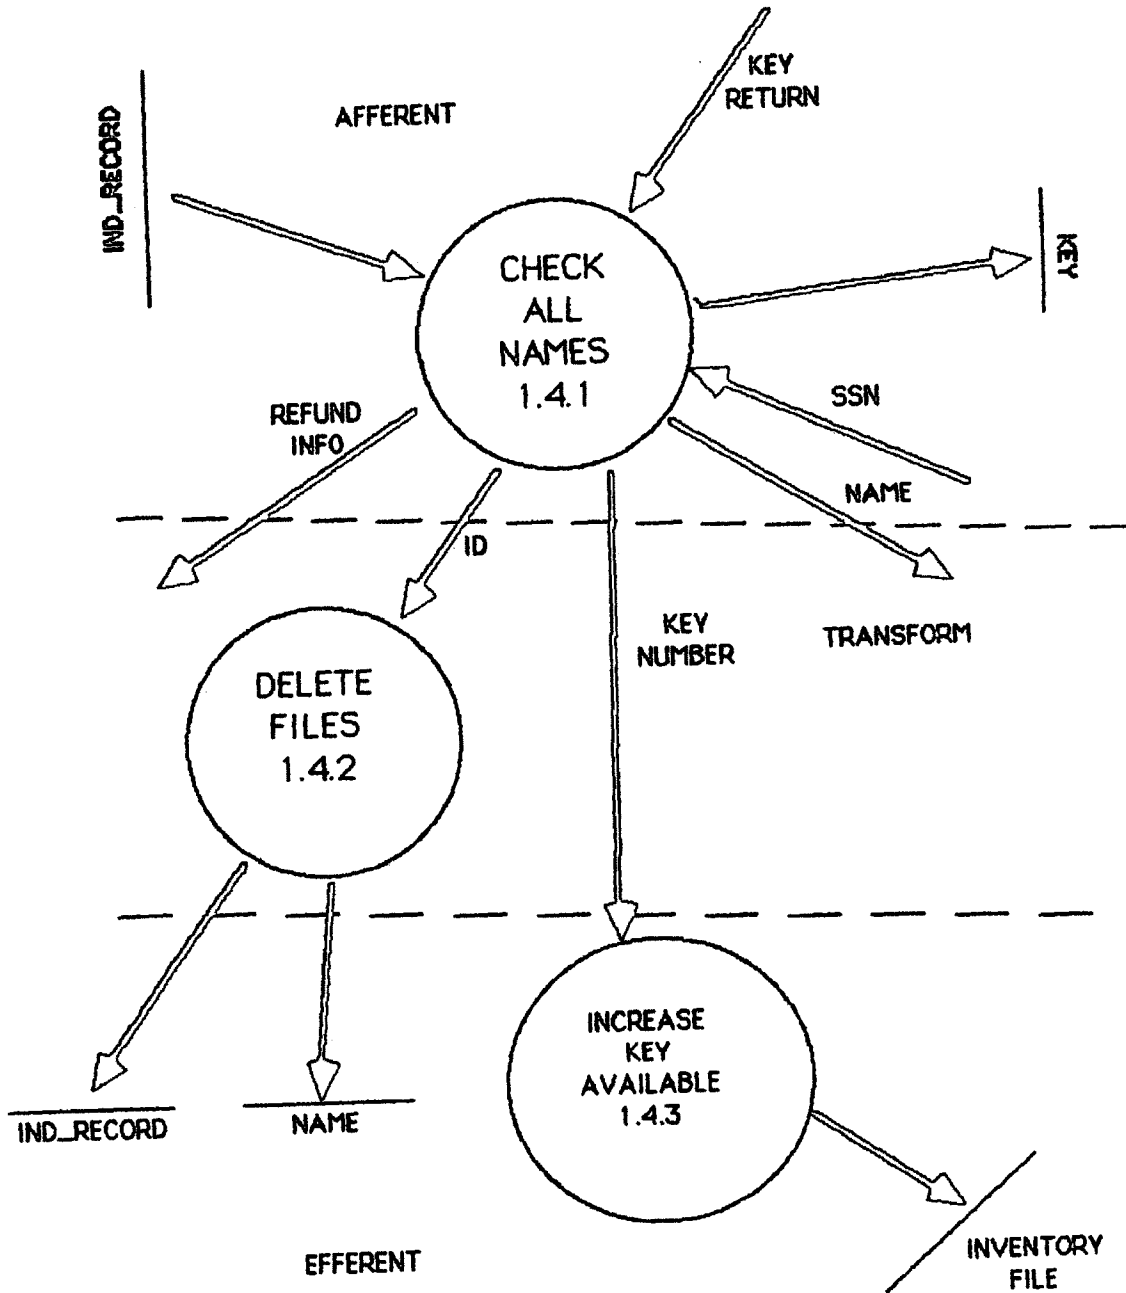 KEY
RETURN
AFFERENT
IND_RECORD
CHECK
ALL
NAMES
1.4.1
KEY
SSN
REFUND
INFO
NAME
ID
KEY
NUMBER
TRANSFORM
DELETE
FILES
1.4.2
INCREASE
KEY
AVAILABLE
1.4.3
IND_RECORD
NAME
INVENTORY
FILE
EFFERENT